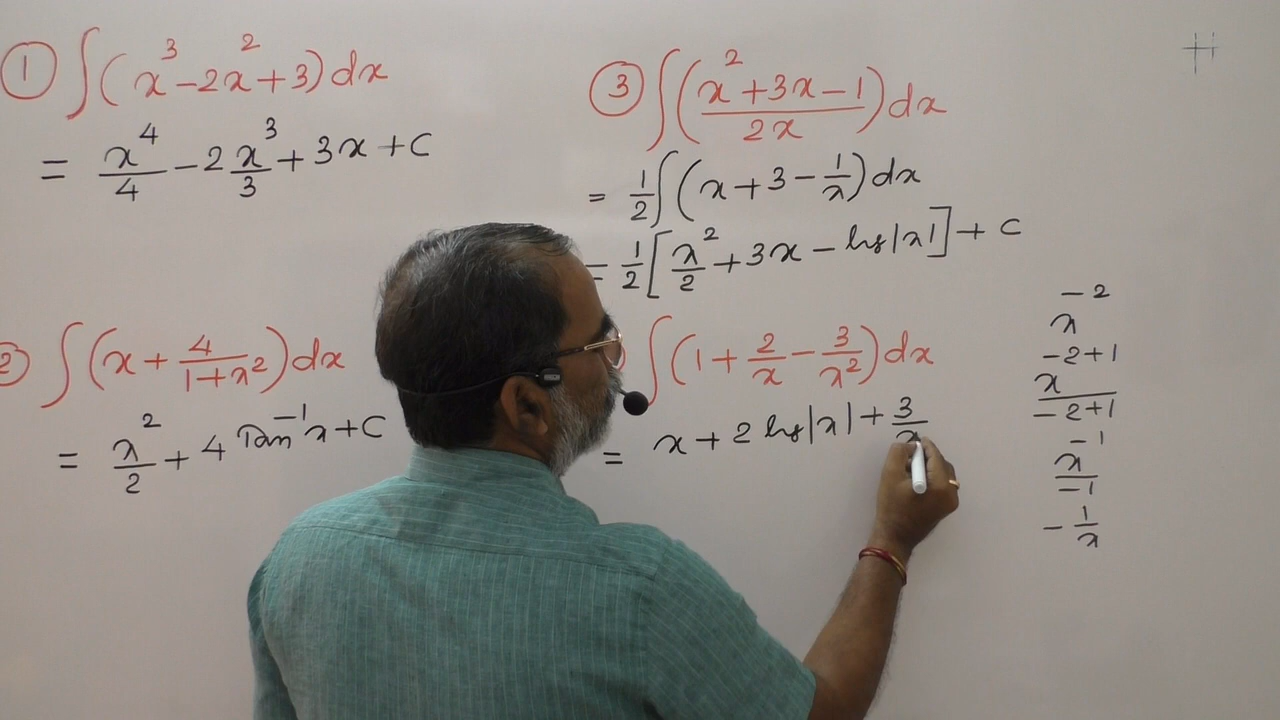 ① ∫(x³ - 2x² + 3)dx
= x⁴/4 - 2 x³/3 + 3x + C
2 ∫(x + 4/(1+x²))dx
= x²/2 + 4 Tan⁻¹x + C
③ ∫((x² + 3x - 1)/2x)dx
= 1/2 ∫(x + 3 - 1/x)dx
= 1/2 [x²/2 + 3x - log|x|] + C
∫(1 + 2/x - 3/x²)dx
= x + 2 log|x| + 3/x
x⁻²
x⁻²⁺¹/(-2+1)
x⁻¹/-1
- 1/x